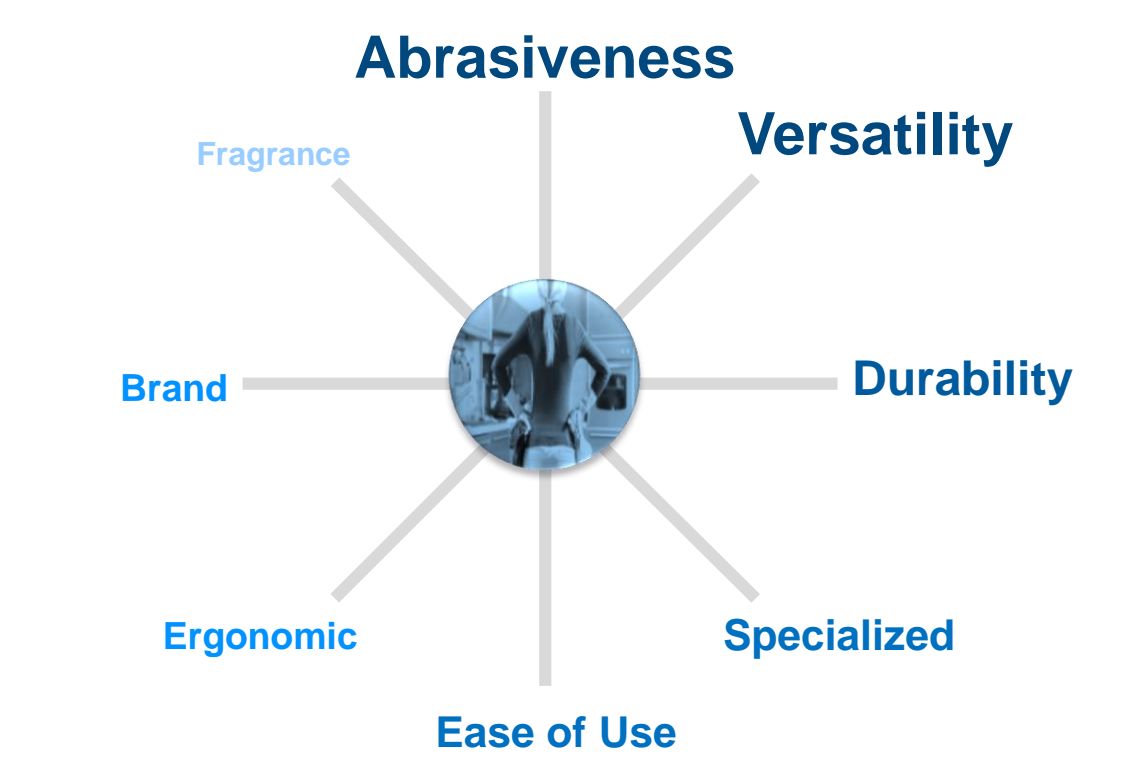 Abrasiveness
Versatility
Fragrance
Durability
Brand
Specialized
Ergonomic
Ease of Use